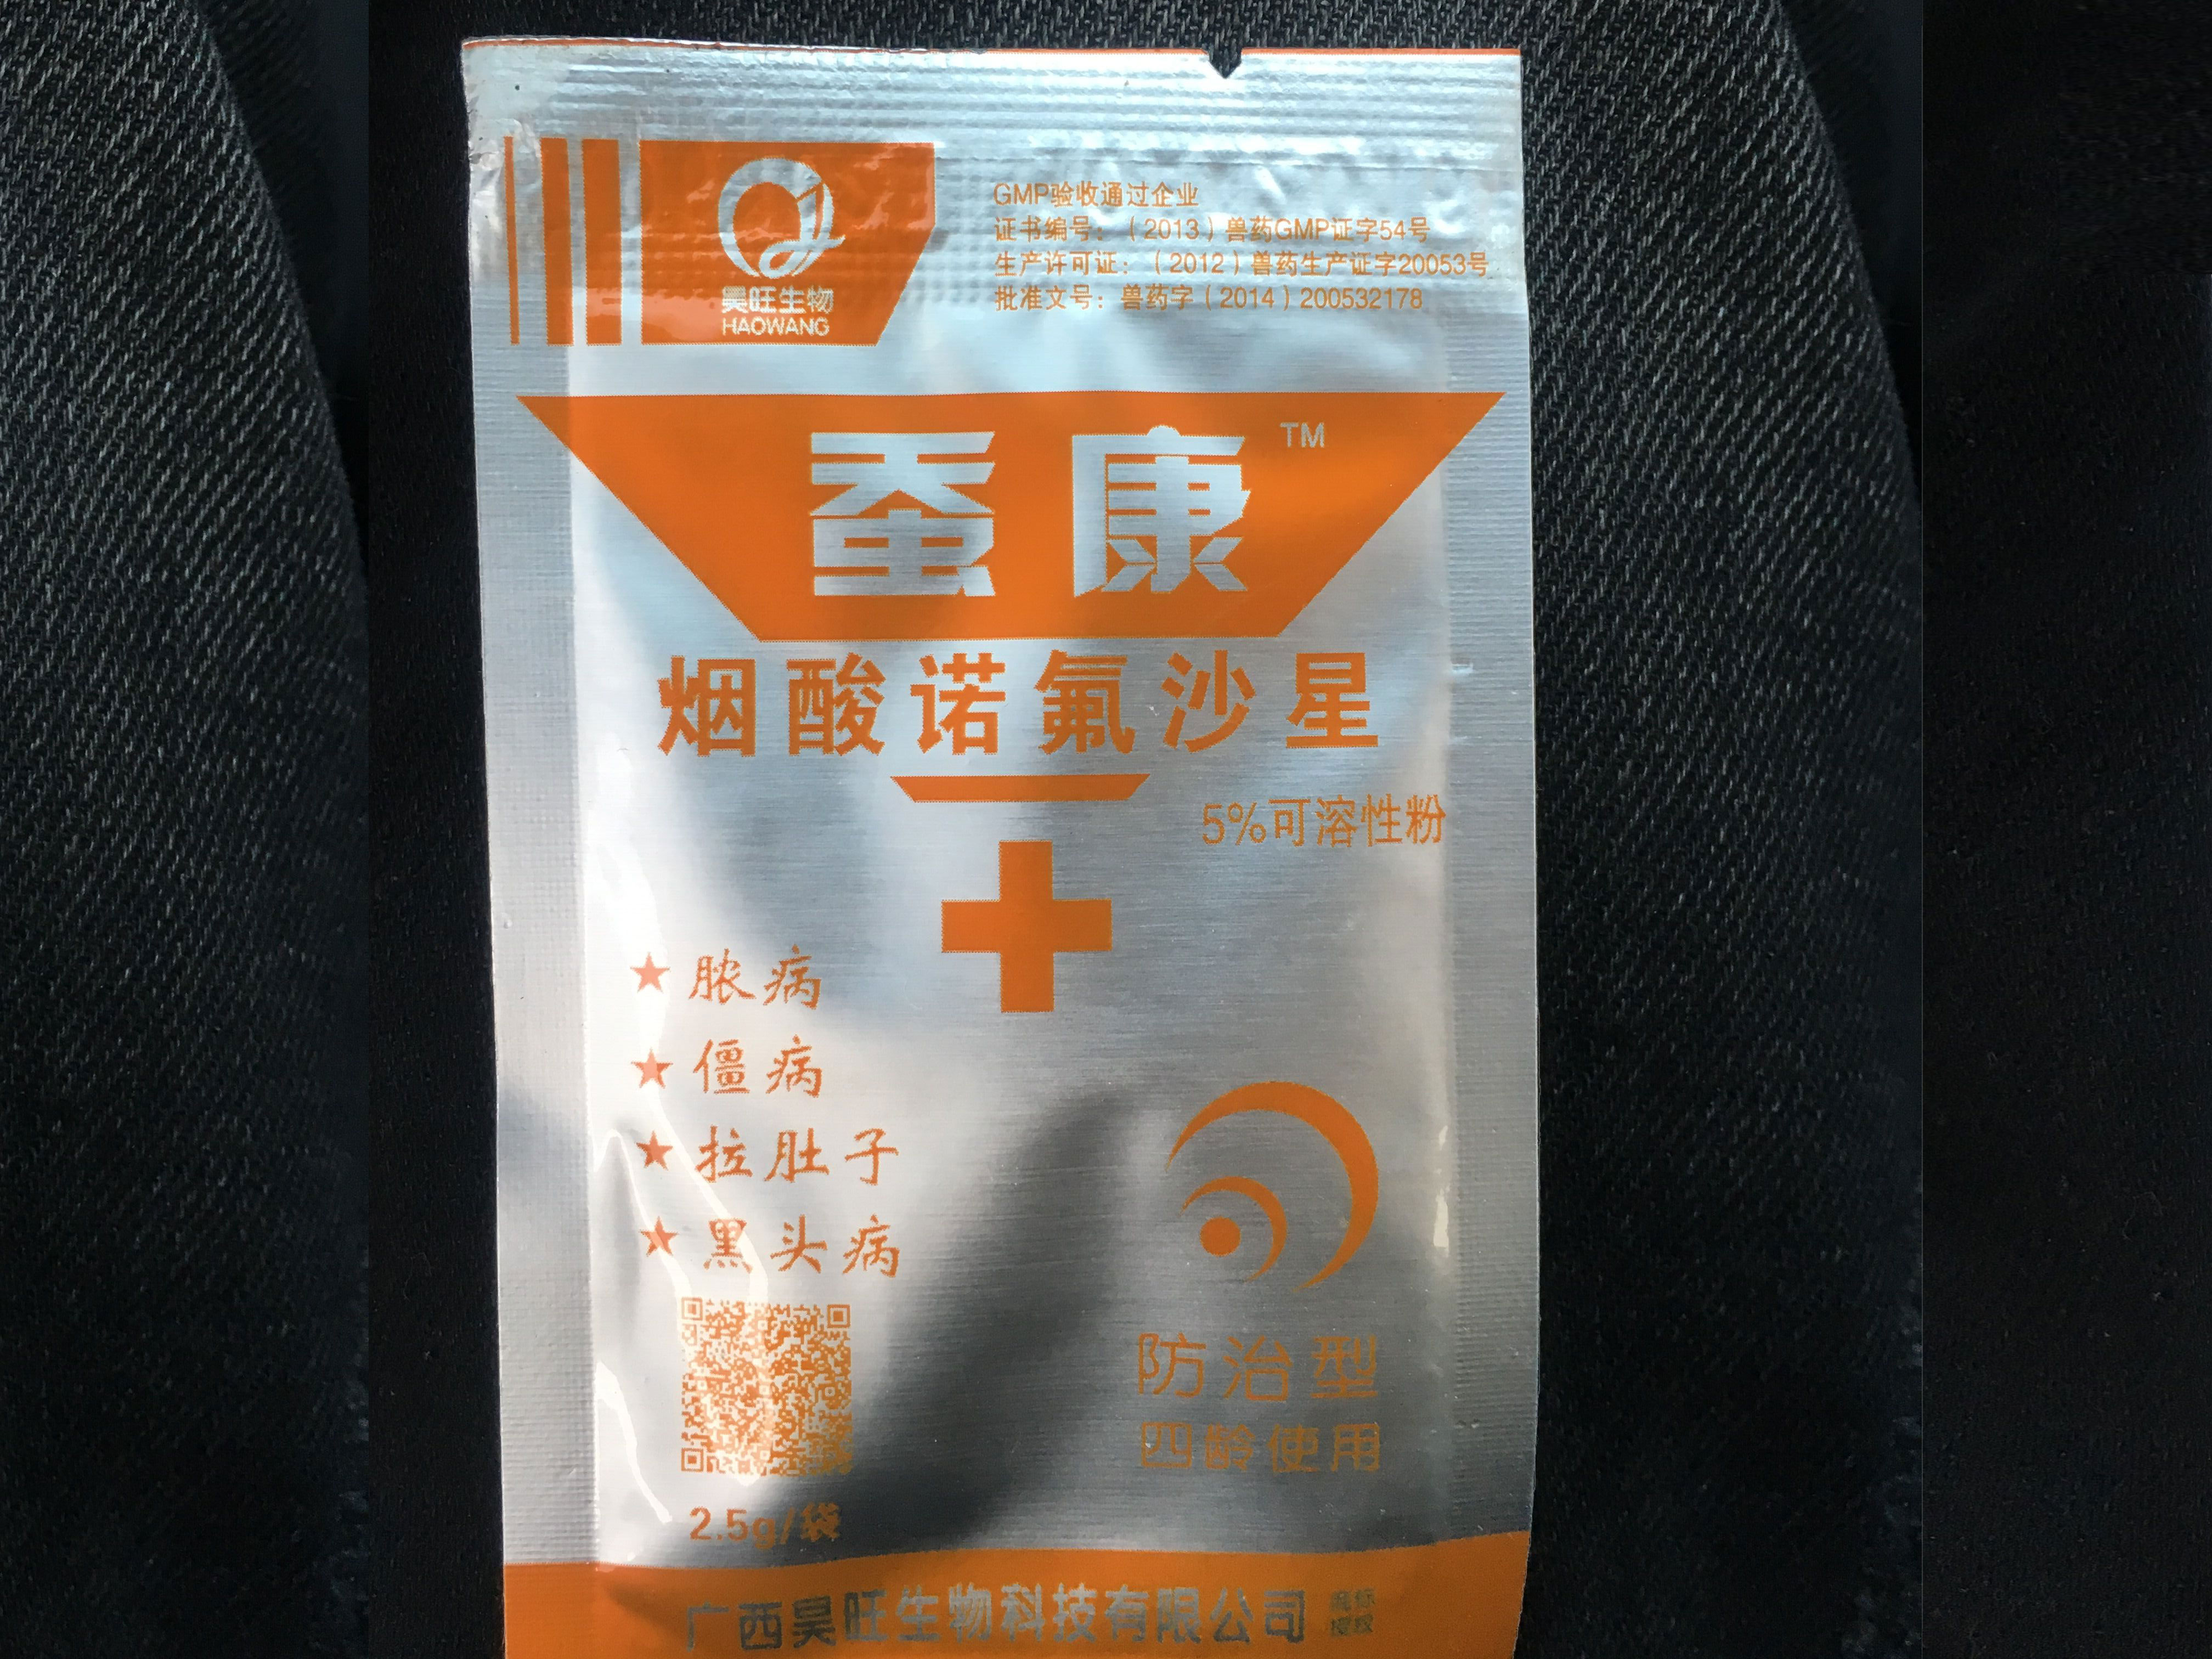 昊旺生物
HAOWANG
GMP验收通过企业
证书编号：（2013）兽药GMP证字54号
生产许可证：（2012）兽药生产证字20053号
批准文号：兽药字（2014）200532178
蚕康TM
烟酸诺氟沙星
5%可溶性粉
★脓病
★僵病
★拉肚子
★黑头病
防治型
四龄使用
2.5g/袋
广西昊旺生物科技有限公司